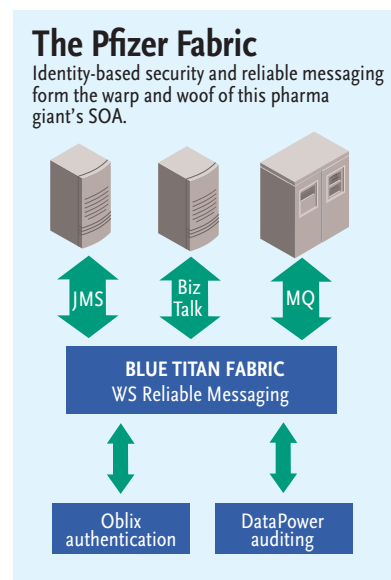 The Pfizer Fabric
Identity-based security and reliable messaging
form the warp and woof of this pharma
giant's SOA.
JMS
Biz
Talk
MQ
BLUE TITAN FABRIC
WS Reliable Messaging
Oblix
authentication
DataPower
auditing